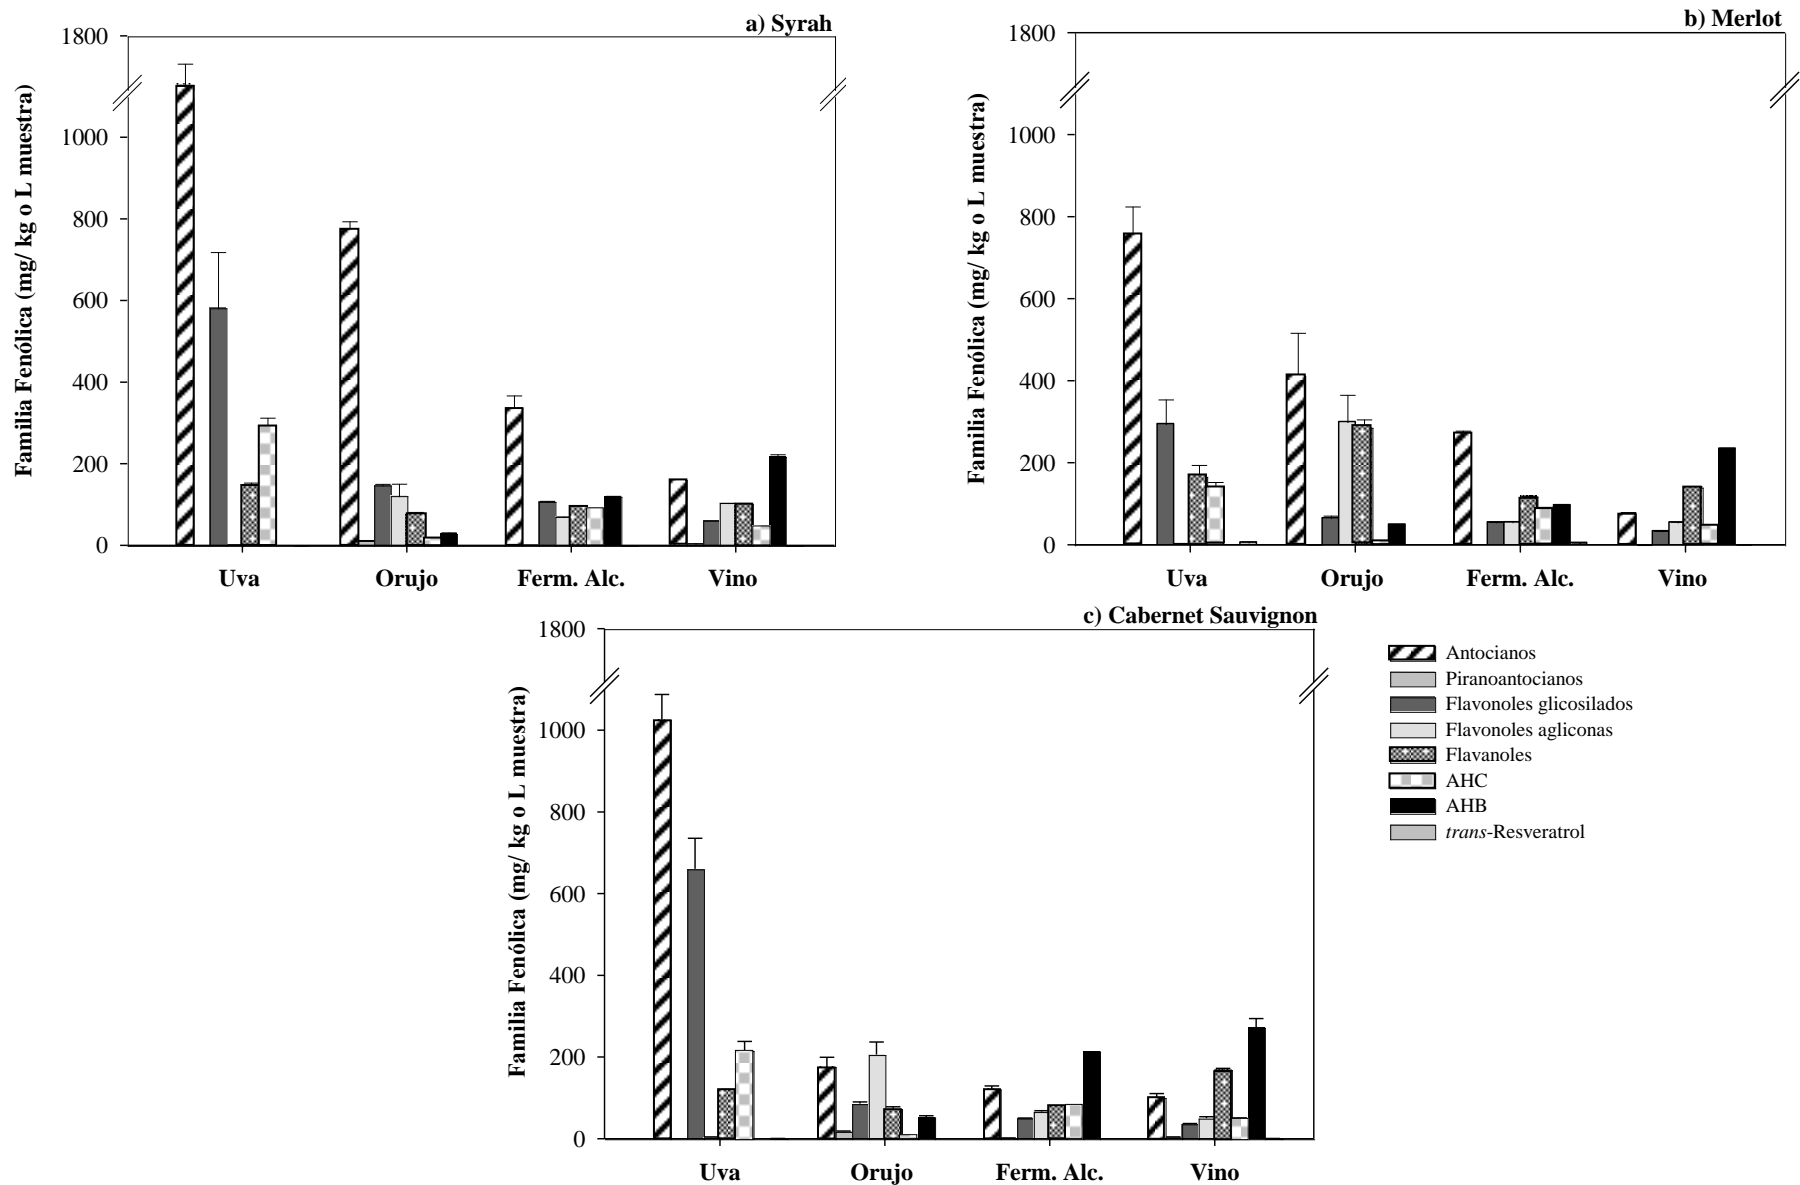 a) Syrah
Familia Fenólica (mg/ kg o L muestra)
1800
1000
800
600
400
200
0
Uva Orujo Ferm. Alc. Vino
b) Merlot
Familia Fenólica (mg/ kg o L muestra)
1800
1000
800
600
400
200
0
Uva Orujo Ferm. Alc. Vino
c) Cabernet Sauvignon
Familia Fenólica (mg/ kg o L muestra)
1800
1000
800
600
400
200
0
Uva Orujo Ferm. Alc. Vino
Antocianos
Piranoantocianos
Flavonoles glicosilados
Flavonoles agliconas
Flavanoles
AHC
AHB
trans-Resveratrol